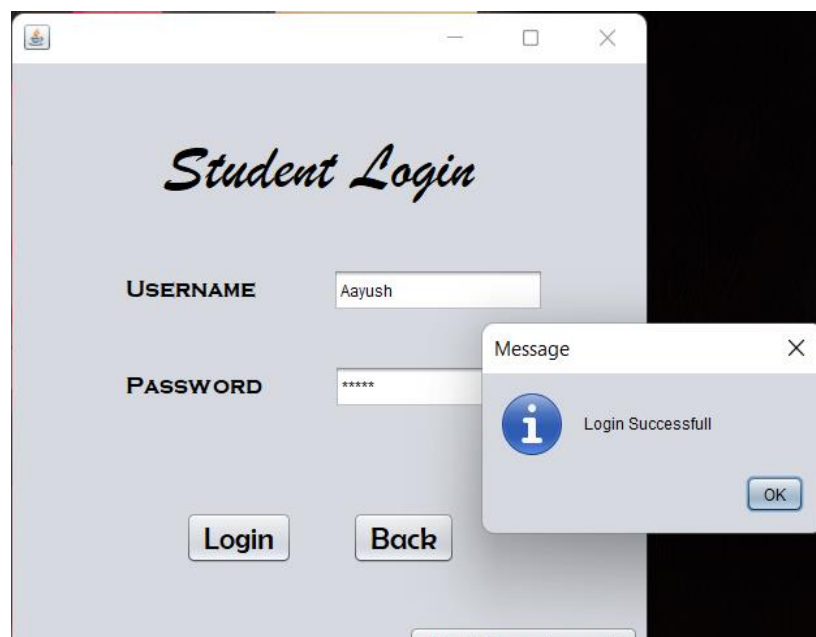 Student Login
USERNAME
Aayush
PASSWORD
*****
Login
Back
Message
Login Successfull
OK